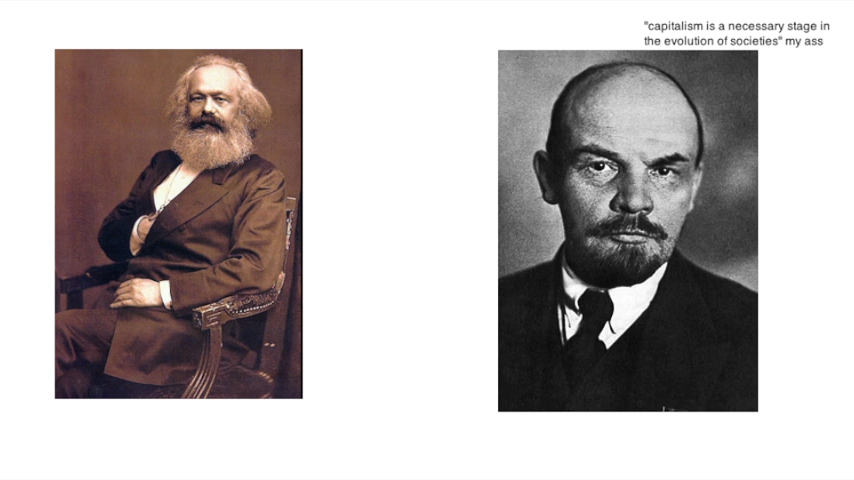 "capitalism is a necessary stage in
the evolution of societies" my ass